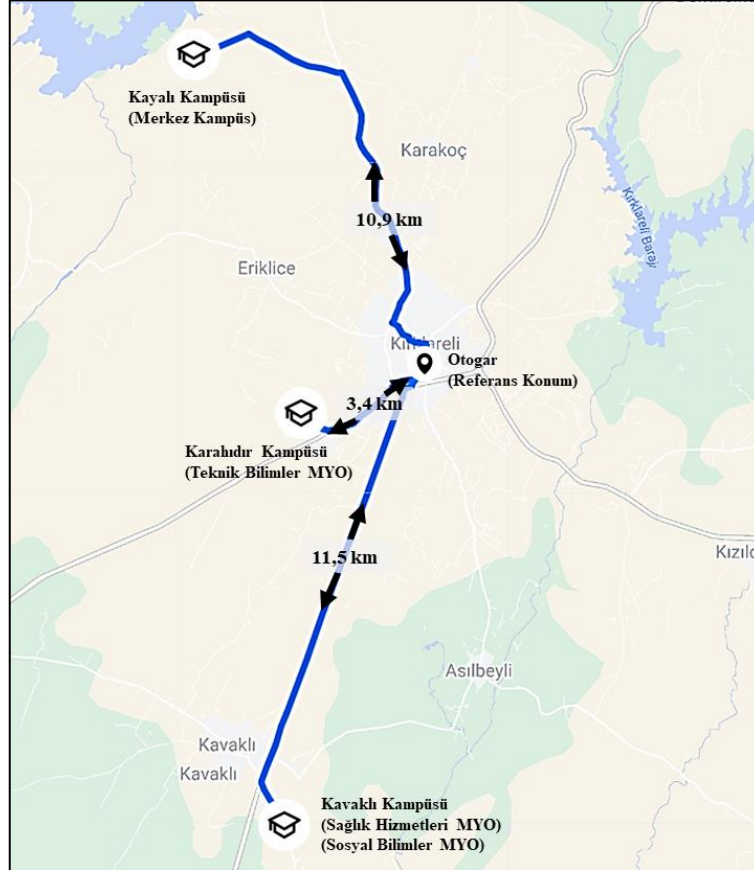 Kayalı Kampüsü
(Merkez Kampüs)
Karakoç
10,9 km
Kırklareli Barajı
Eriklice
Kırklareli
Otogar
(Referans Konum)
3,4 km
Karahıdır Kampüsü
(Teknik Bilimler MYO)
11,5 km
Asılbeyli
Kavaklı
Kavaklı
Kavaklı Kampüsü
(Sağlık Hizmetleri MYO)
(Sosyal Bilimler MYO)